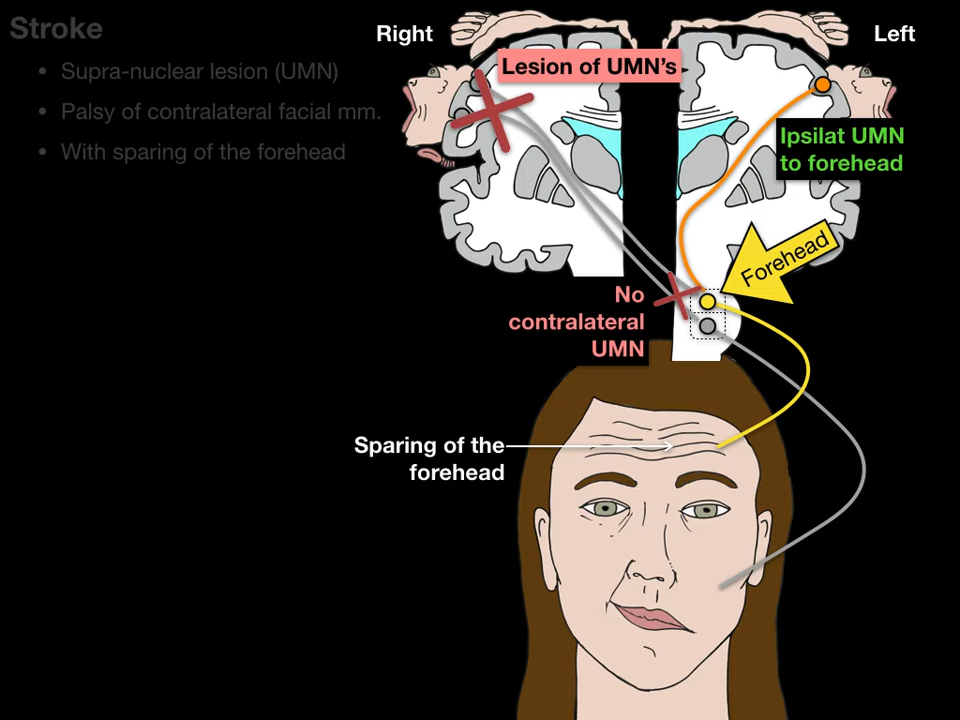 Stroke
• Supra-nuclear lesion (UMN)
• Palsy of contralateral facial mm.
• With sparing of the forehead
Right
Left
Lesion of UMN's
Ipsilat UMN
to forehead
Forehead
No
contralateral
UMN
Sparing of the
forehead